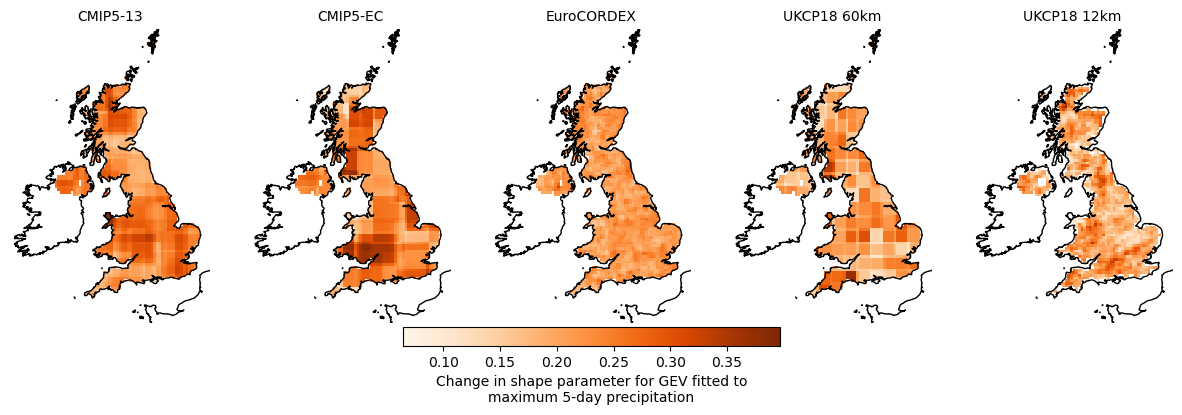 CMIP5-13
CMIP5-EC
EuroCORDEX
UKCP18 60km
UKCP18 12km
0.10 0.15 0.20 0.25 0.30 0.35
Change in shape parameter for GEV fitted to
maximum 5-day precipitation